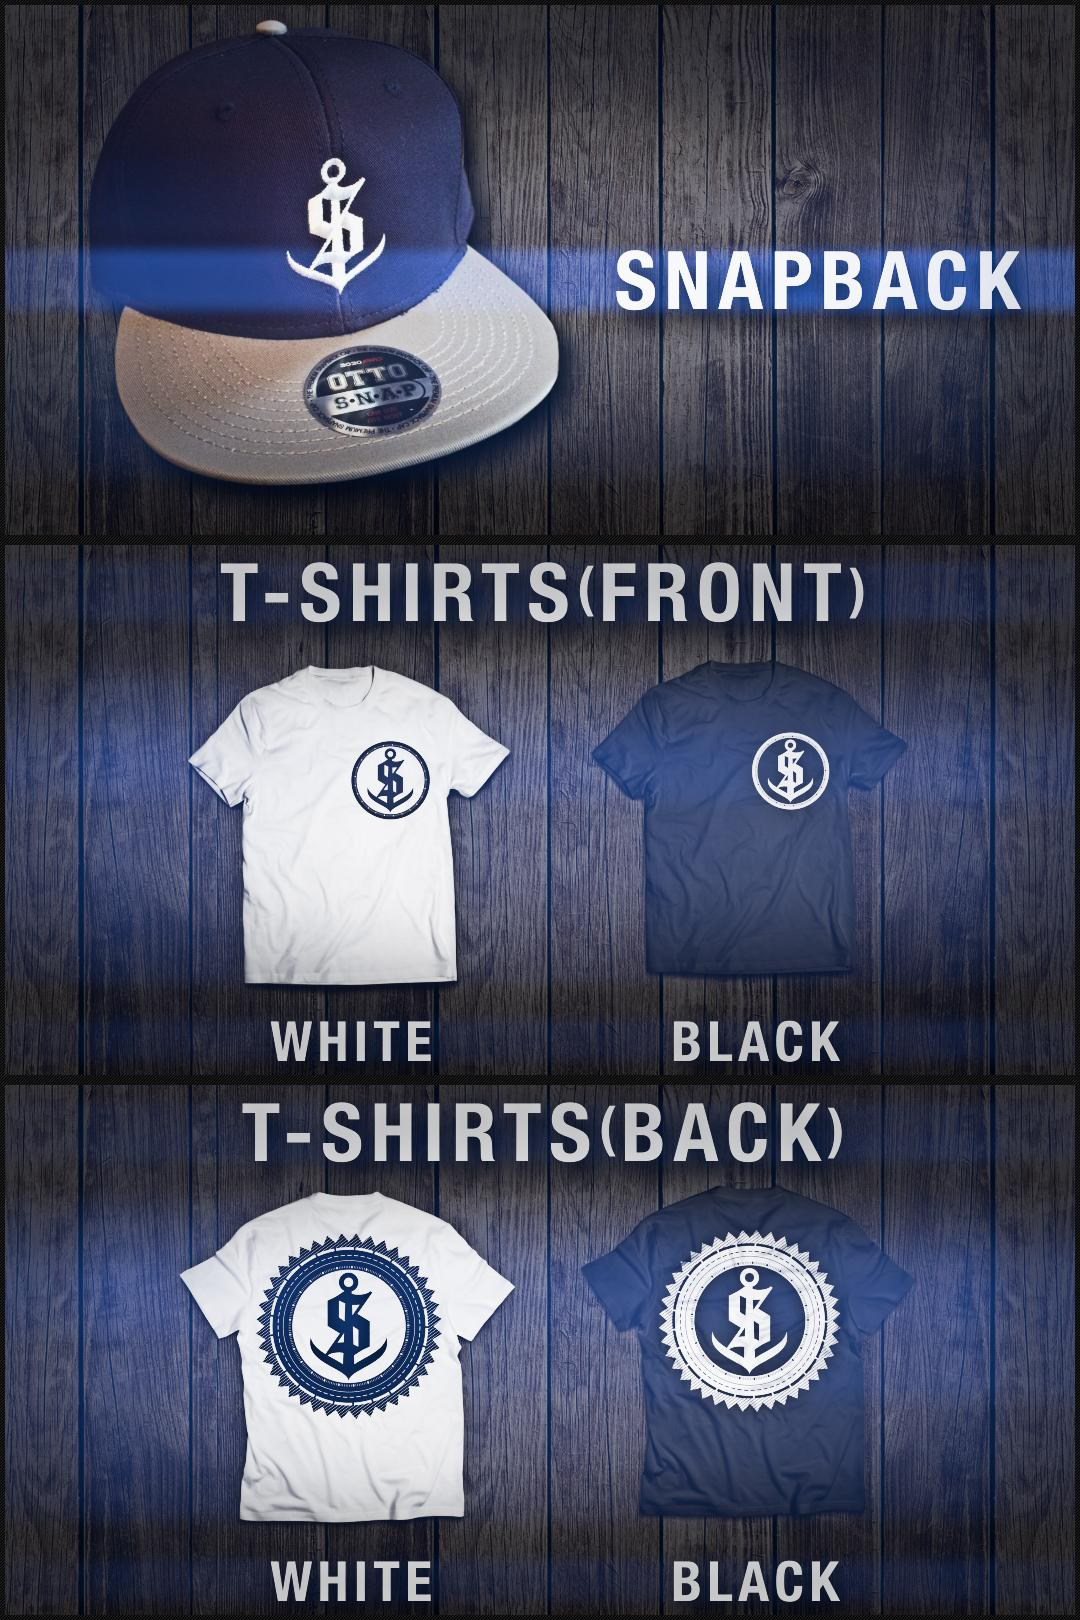 SNAPBACK
OTTO
S·N·A·P
T-SHIRTS(FRONT)
WHITE
BLACK
T-SHIRTS(BACK)
WHITE
BLACK